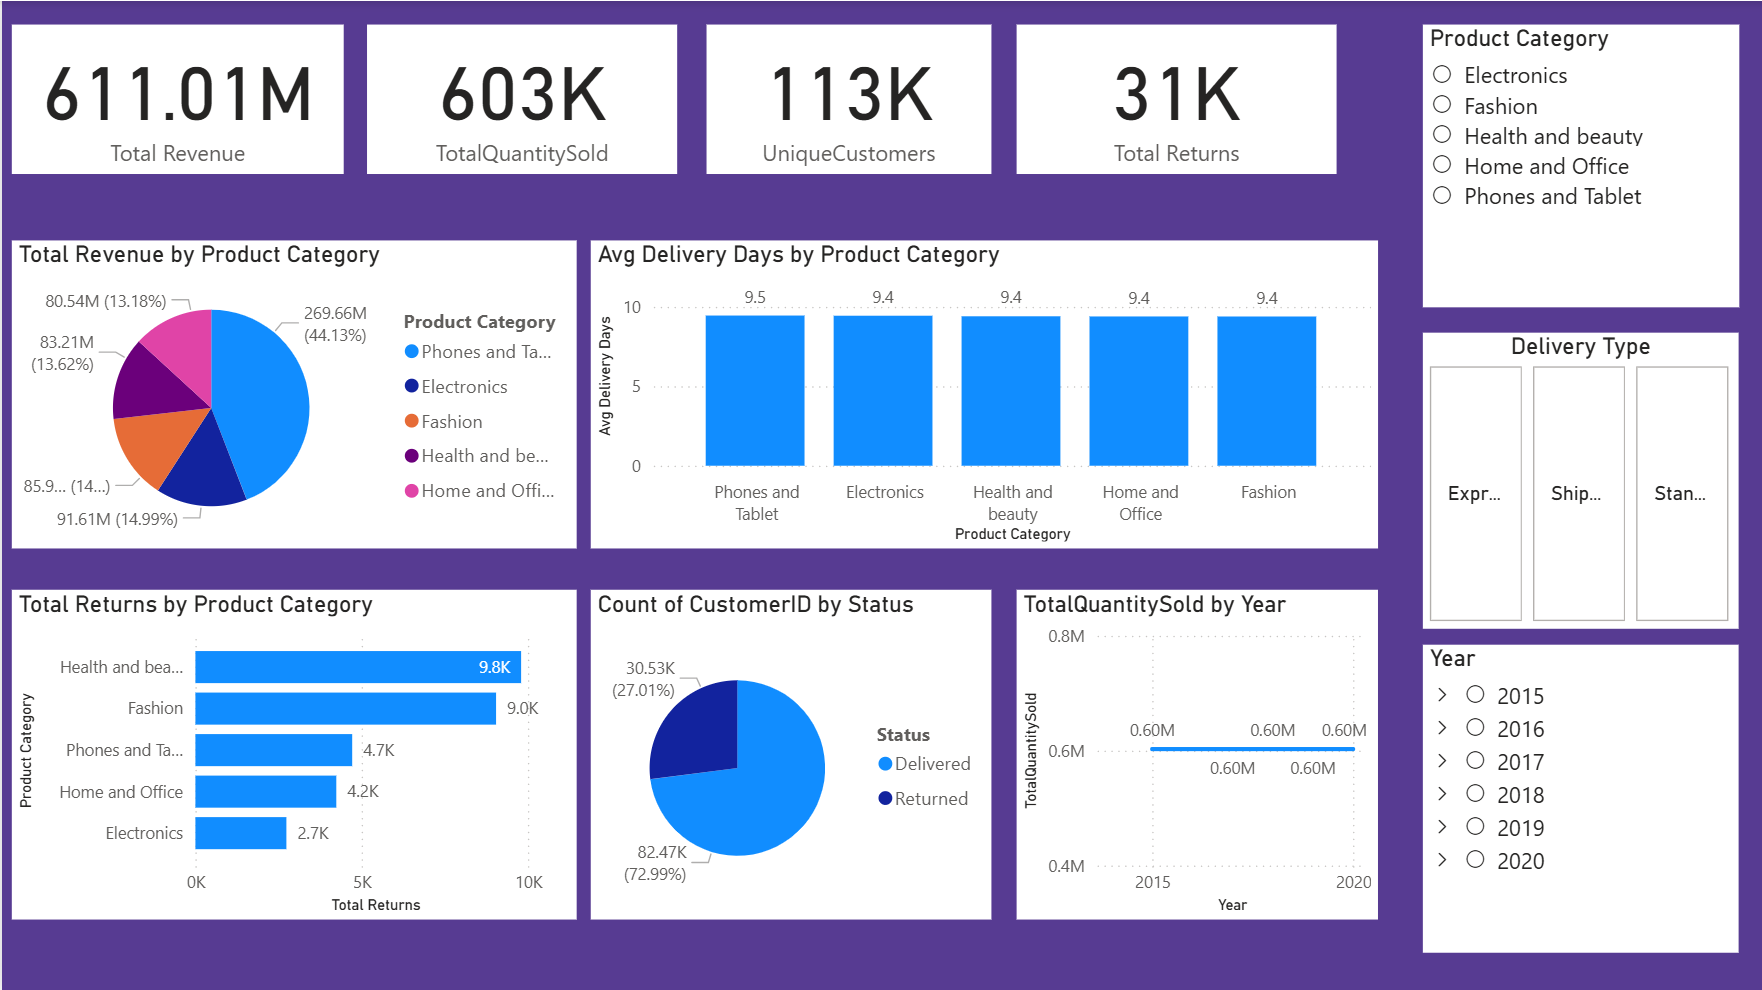 611.01M
Total Revenue
603K
TotalQuantitySold
113K
UniqueCustomers
31K
Total Returns
Product Category
Electronics
Fashion
Health and beauty
Home and Office
Phones and Tablet
Total Revenue by Product Category
80.54M (13.18%)
269.66M
(44.13%)
83.21M
(13.62%)
85.9... (14...)
91.61M (14.99%)
Product Category
Phones and Ta...
Electronics
Fashion
Health and be...
Home and Offi...
Avg Delivery Days by Product Category
Avg Delivery Days
10
5
0
9.5
9.4
9.4
9.4
9.4
Phones and
Tablet
Electronics
Health and
beauty
Home and
Office
Fashion
Product Category
Delivery Type
Expr...
Ship...
Stan...
Total Returns by Product Category
Product Category
Health and bea...
9.8K
Fashion
9.0K
Phones and Ta...
4.7K
Home and Office
4.2K
Electronics
2.7K
0K
5K
10K
Total Returns
Count of CustomerID by Status
30.53K
(27.01%)
82.47K
(72.99%)
Status
Delivered
Returned
TotalQuantitySold by Year
TotalQuantitySold
0.8M
0.6M
0.4M
0.60M
0.60M
0.60M
0.60M
0.60M
2015
2020
Year
Year
2015
2016
2017
2018
2019
2020